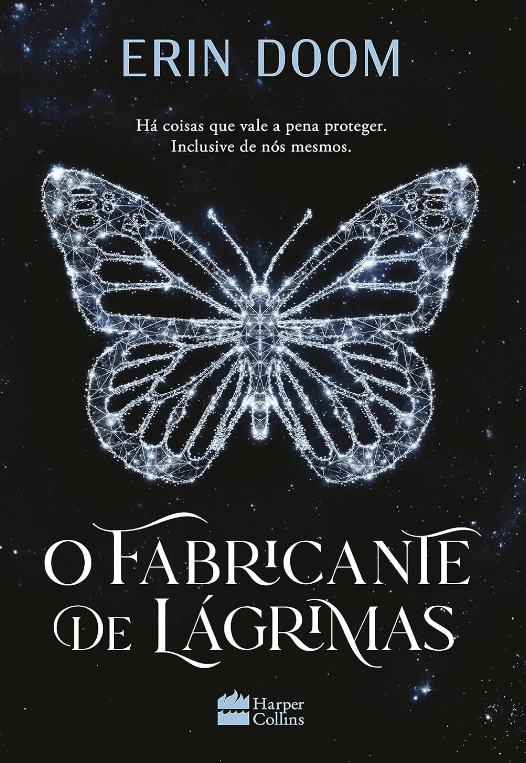 ERIN DOOM
Há coisas que vale a pena proteger.
Inclusive de nós mesmos.
O FABRICANTE
DE LÁGRIMAS
Harper
Collins